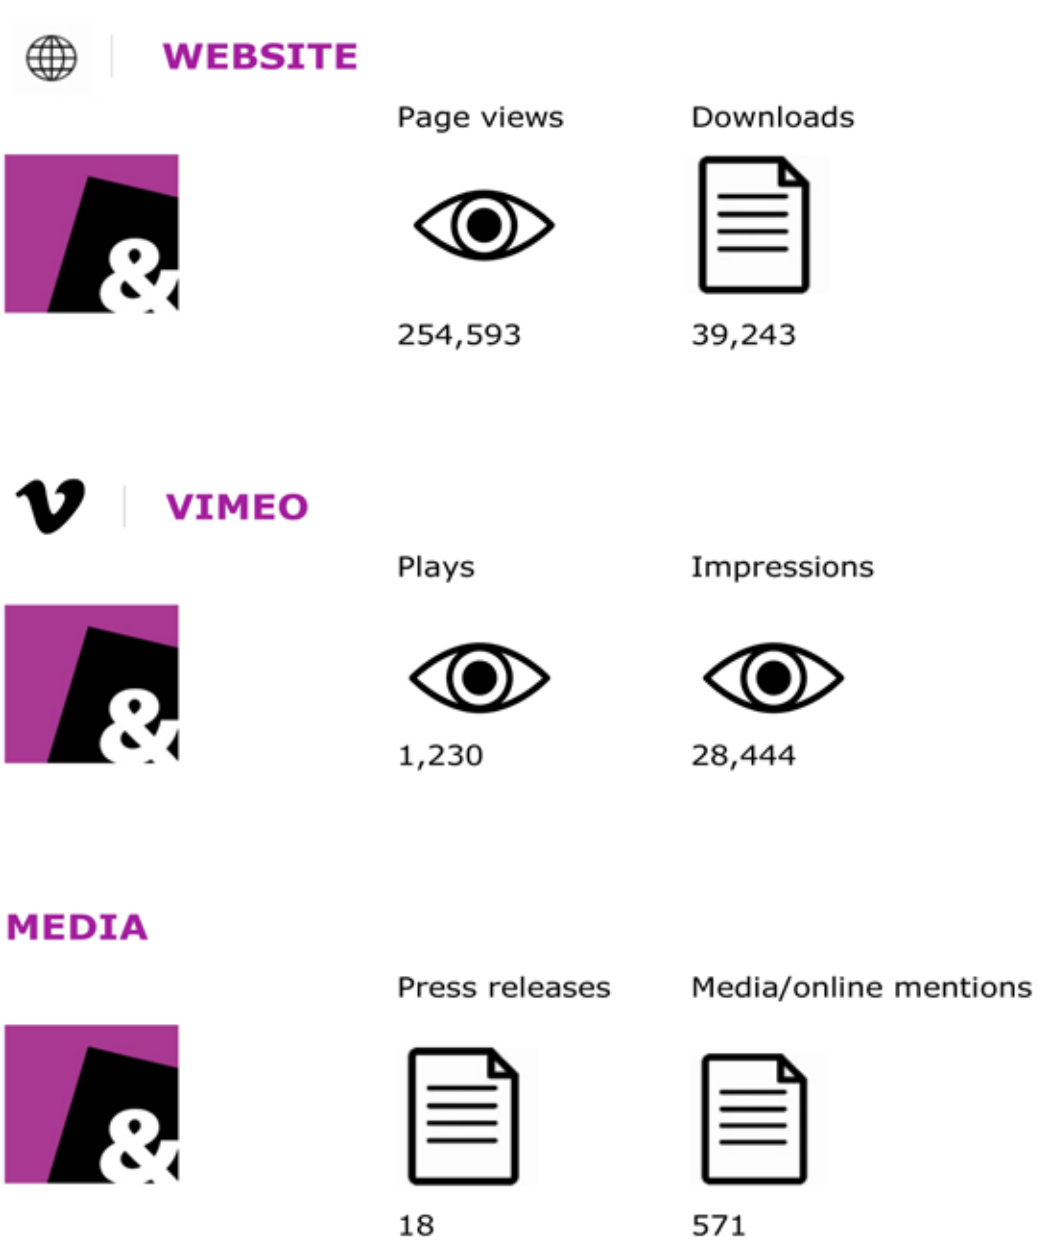 WEBSITE
Page views Downloads
&
254,593 39,243
VIMEO
Plays Impressions
&
1,230 28,444
MEDIA
Press releases Media/online mentions
&
18 571